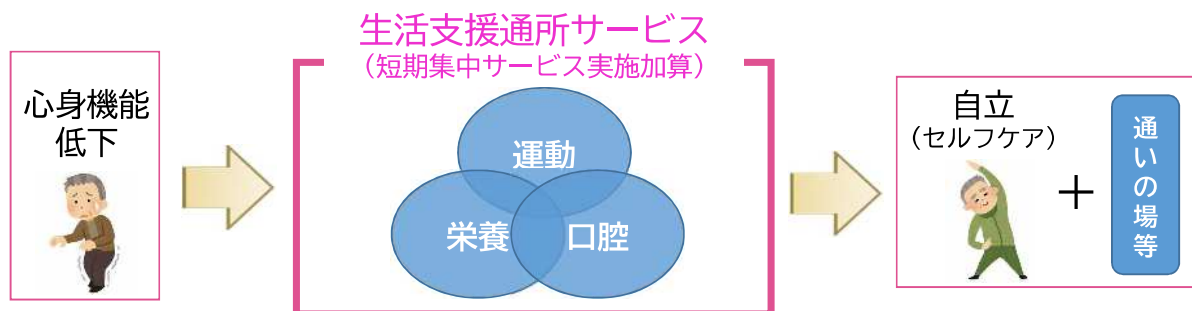 生活支援通所サービス
（短期集中サービス実施加算）
心身機能
低下
運動
栄養
口腔
自立
（セルフケア）
＋
通いの場等